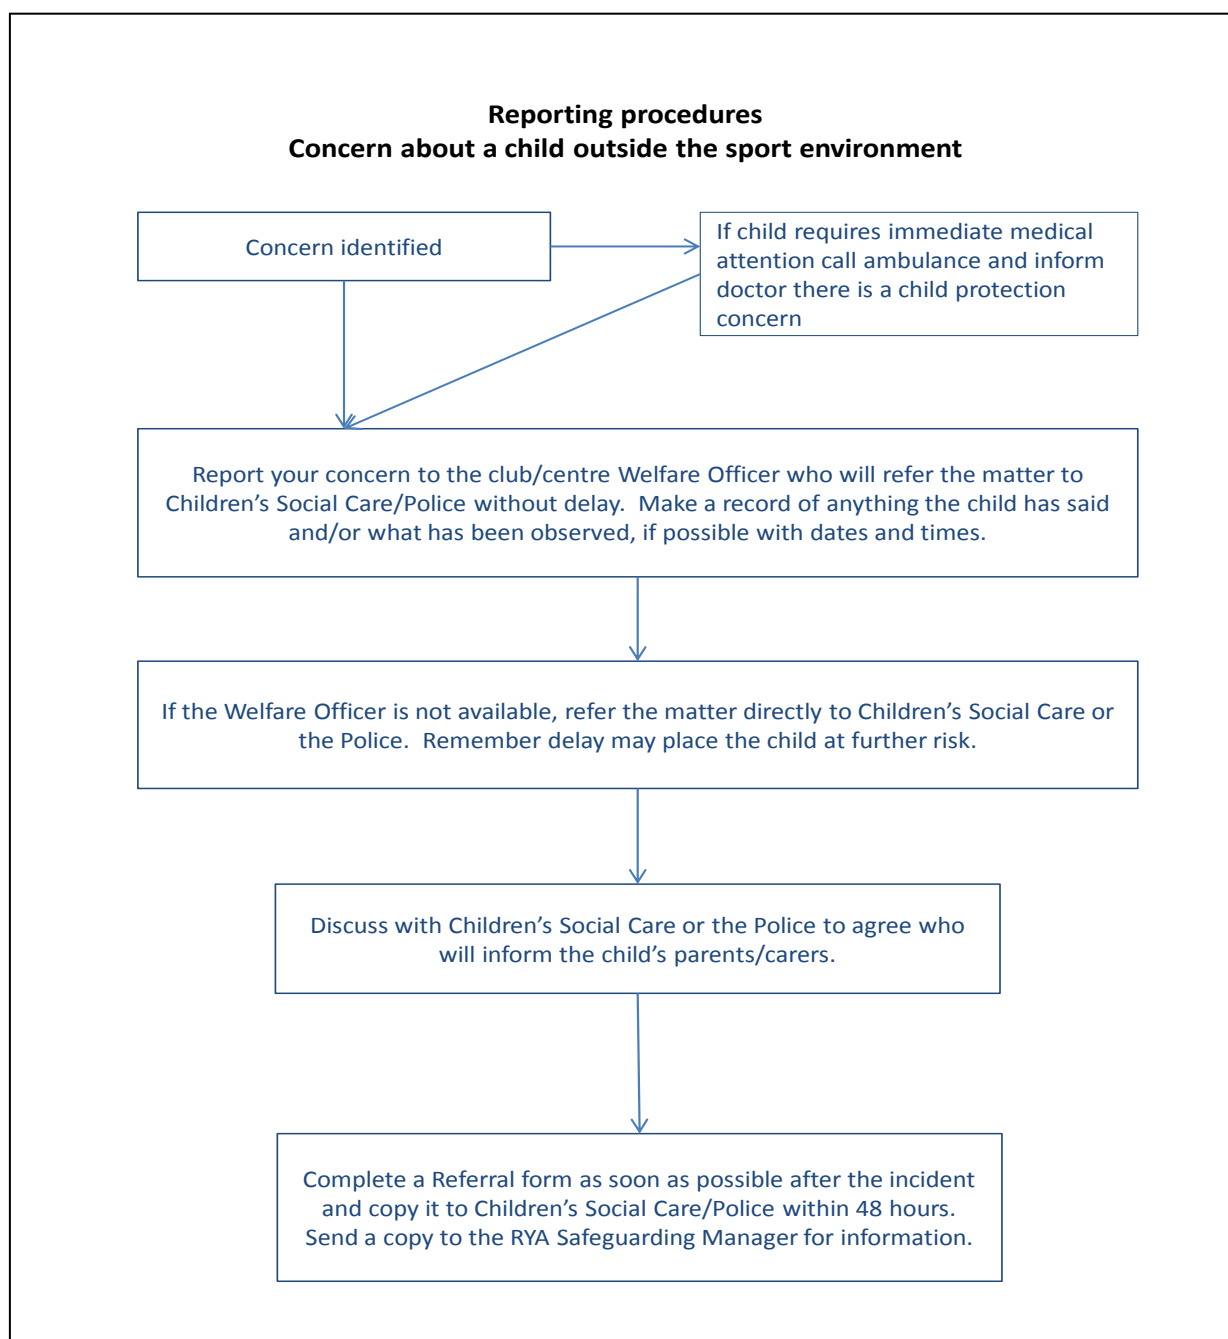 Reporting procedures
Concern about a child outside the sport environment
Concern identified
If child requires immediate medical
attention call ambulance and inform
doctor there is a child protection
concern
Report your concern to the club/centre Welfare Officer who will refer the matter to
Children’s Social Care/Police without delay.  Make a record of anything the child has said
and/or what has been observed, if possible with dates and times.
If the Welfare Officer is not available, refer the matter directly to Children’s Social Care or
the Police.  Remember delay may place the child at further risk.
Discuss with Children’s Social Care or the Police to agree who
will inform the child’s parents/carers.
Complete a Referral form as soon as possible after the incident
and copy it to Children’s Social Care/Police within 48 hours.
Send a copy to the RYA Safeguarding Manager for information.